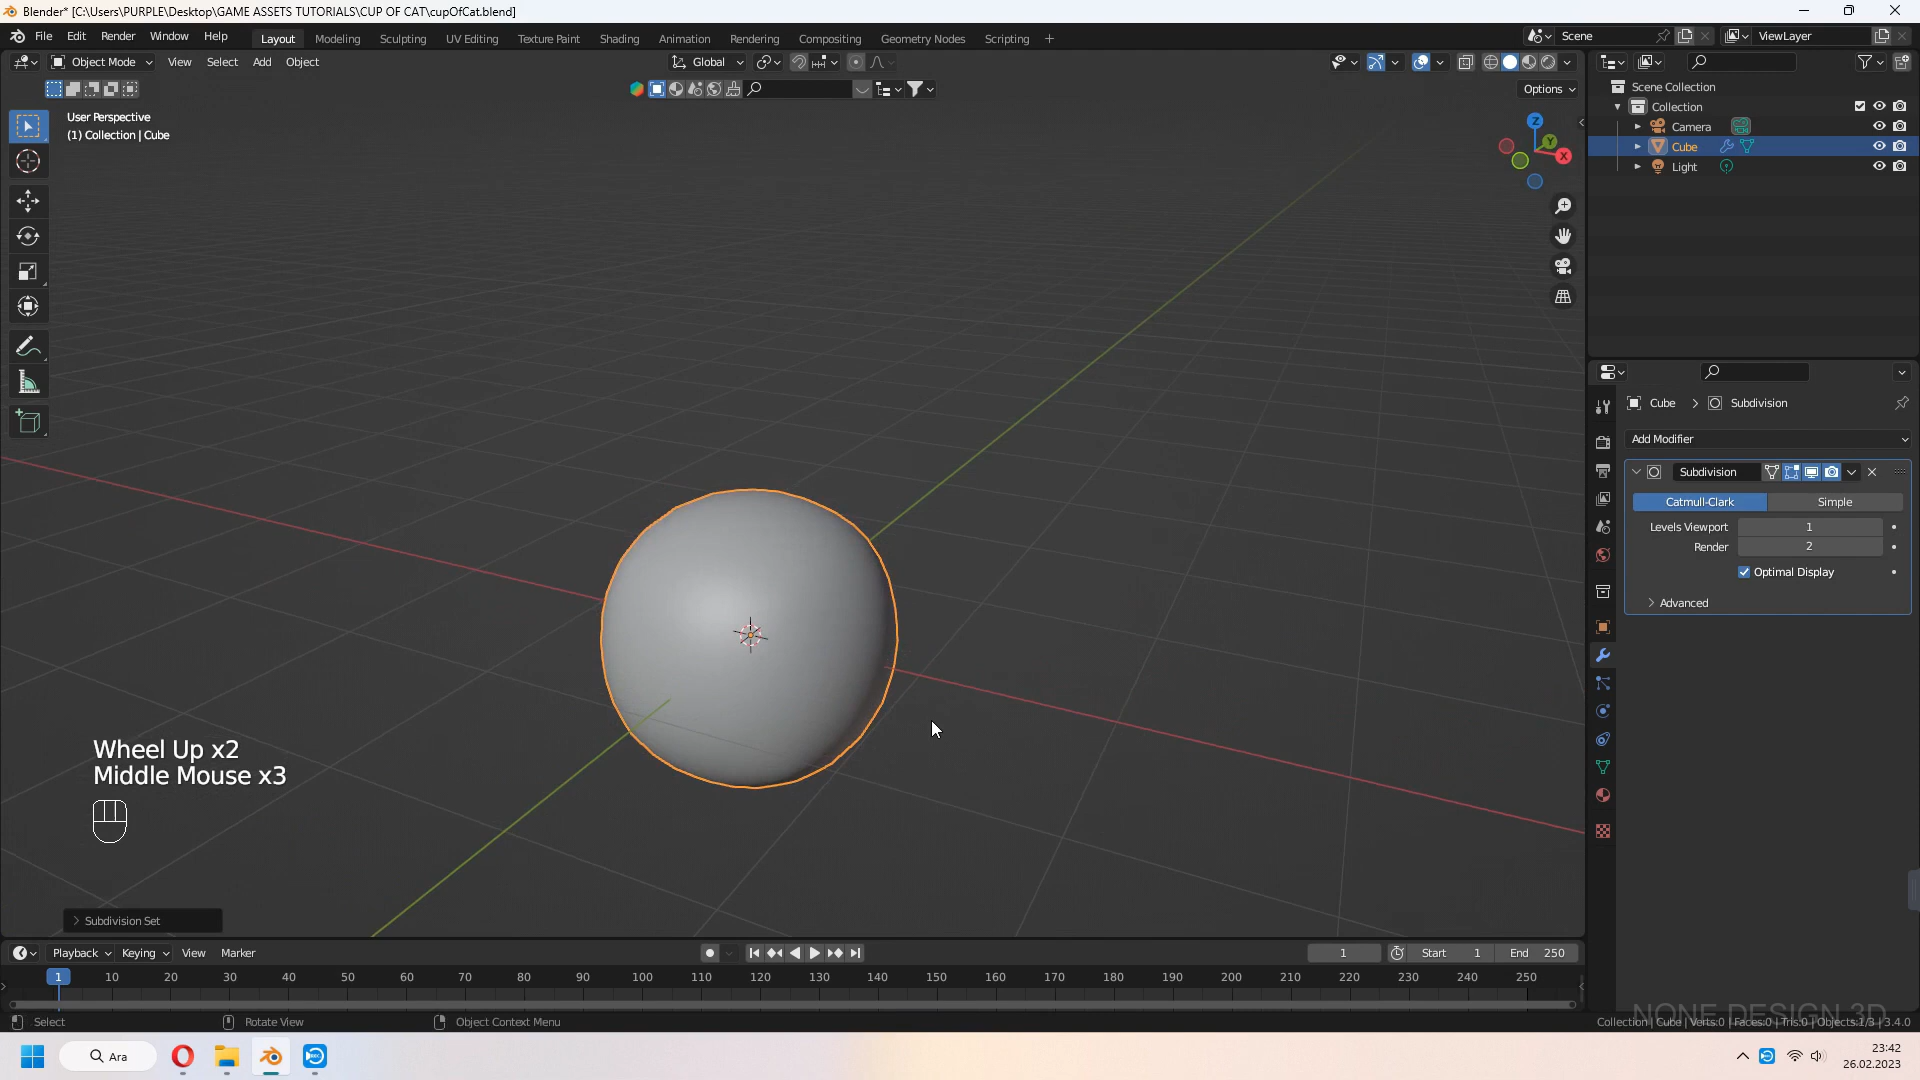 Blender* [C:\Users\PURPLE\Desktop\GAME ASSETS TUTORIALS\CUP OF CAT\cupOfCat.blend]
File Edit Render Window Help Layout Modeling Sculpting UV Editing Texture Paint Shading Animation Rendering Compositing Geometry Nodes Scripting + Scene ViewLayer
Object Mode View Select Add Object Global
Options
User Perspective
(1) Collection | Cube
Z
Y
X
Scene Collection
Collection
Camera
Cube
Light
Cube > Subdivision
Add Modifier
Subdivision
Catmull-Clark Simple
Levels Viewport 1
Render 2
Optimal Display
Advanced
Wheel Up x2
Middle Mouse x3
Subdivision Set
Playback Keying View Marker 1 Start 1 End 250
1 10 20 30 40 50 60 70 80 90 100 110 120 130 140 150 160 170 180 190 200 210 220 230 240 250
Select Rotate View Object Context Menu
NONE DESIGN 3D
Collection | Cube | Verts:0 | Faces:0 | Tris:0 | Objects:1/3 | 3.4.0
Ara
23:42
26.02.2023